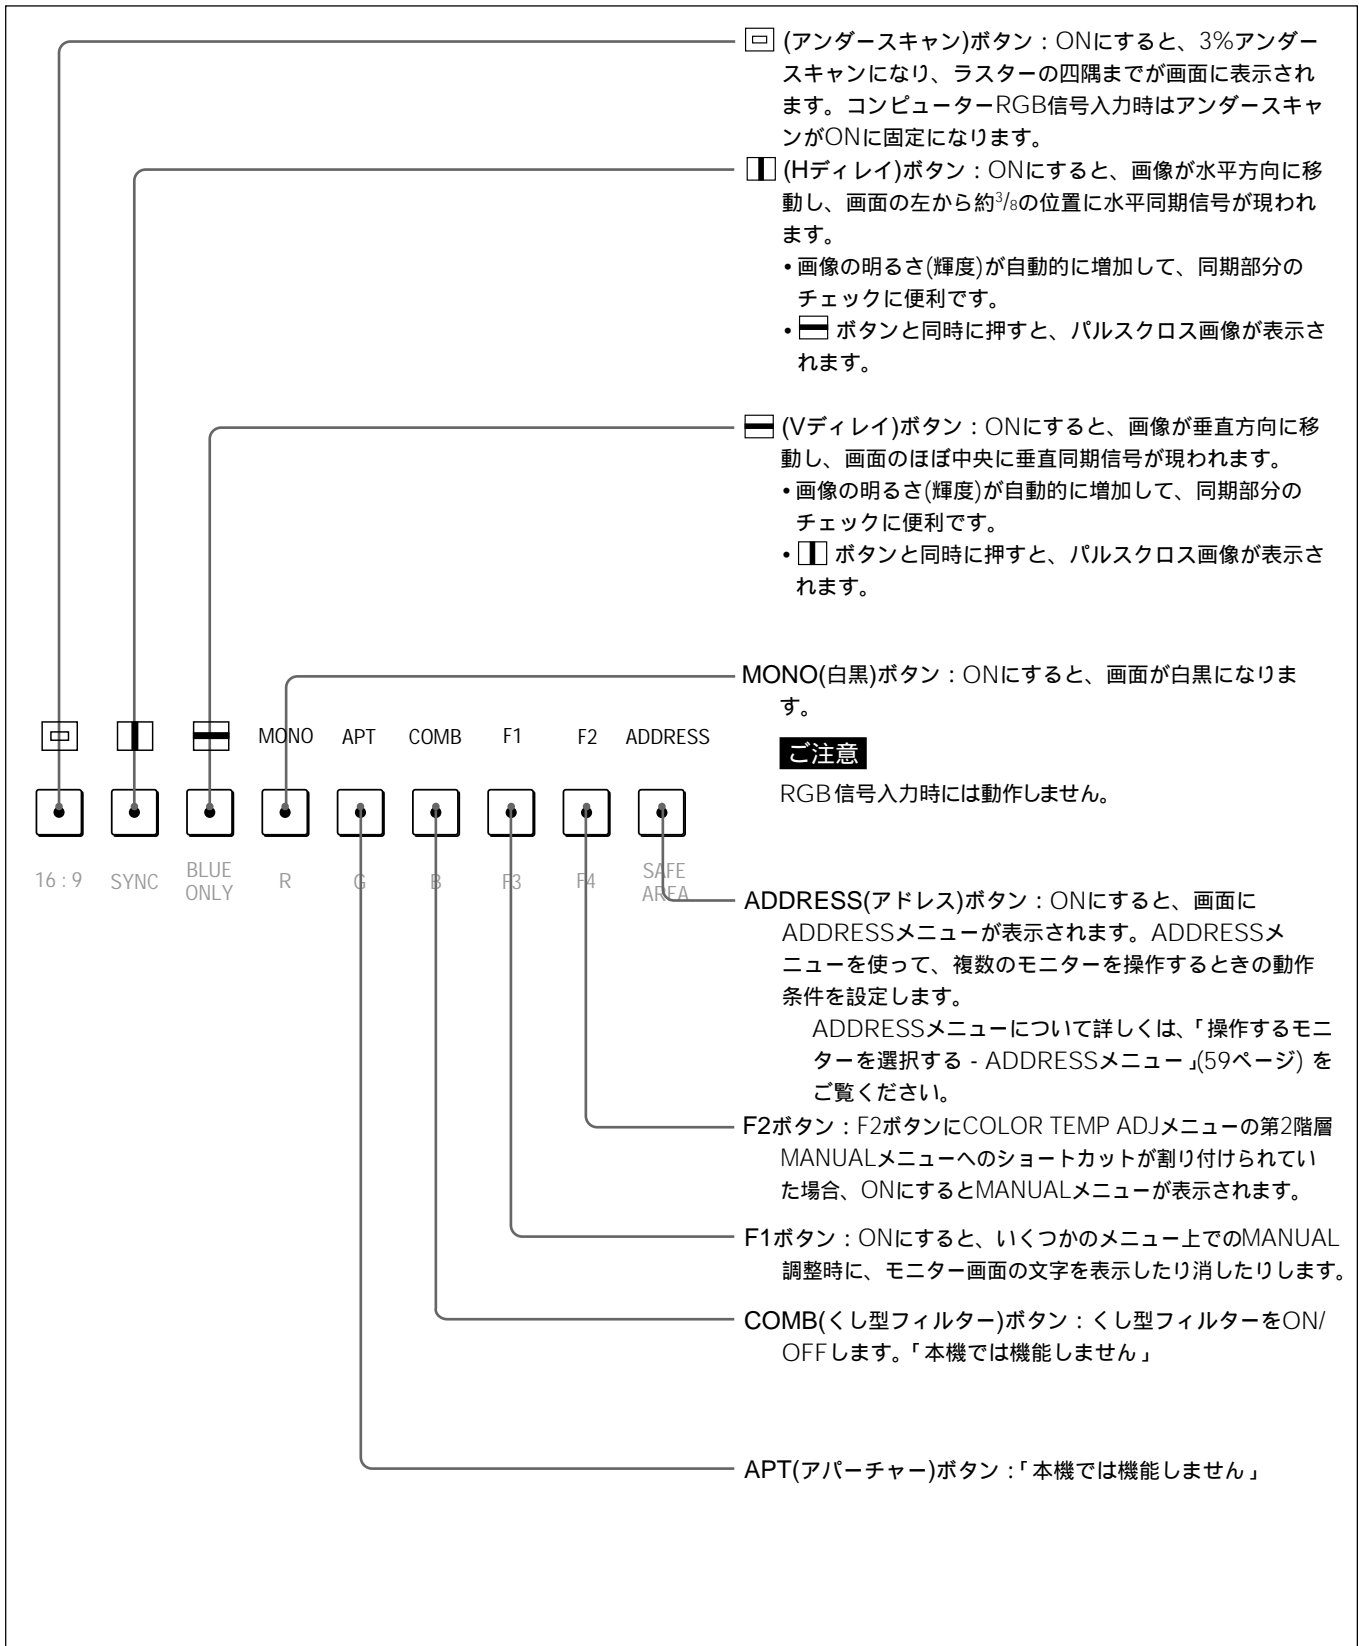 (アンダースキャン)ボタン：ONにすると、3%アンダー
スキャンになり、ラスターの四隅までが画面に表示され
ます。コンピューターRGB信号入力時はアンダースキャ
ンがONに固定になります。
(Hディレイ)ボタン：ONにすると、画像が水平方向に移
動し、画面の左から約3/8の位置に水平同期信号が現われ
ます。
•画像の明るさ(輝度)が自動的に増加して、同期部分の
チェックに便利です。
• ボタンと同時に押すと、パルスクロス画像が表示さ
れます。
(Vディレイ)ボタン：ONにすると、画像が垂直方向に移
動し、画面のほぼ中央に垂直同期信号が現われます。
•画像の明るさ(輝度)が自動的に増加して、同期部分の
チェックに便利です。
• ボタンと同時に押すと、パルスクロス画像が表示さ
れます。
MONO(白黒)ボタン：ONにすると、画面が白黒になりま
す。
ご注意
RGB信号入力時には動作しません。
MONO APT COMB F1 F2 ADDRESS
16 : 9 SYNC BLUE ONLY R G B F3 F4 SAFE AREA
ADDRESS(アドレス)ボタン：ONにすると、画面に
ADDRESSメニューが表示されます。ADDRESSメ
ニューを使って、複数のモニターを操作するときの動作
条件を設定します。
ADDRESSメニューについて詳しくは、「操作するモニ
ターを選択する - ADDRESSメニュー」(59ページ) を
ご覧ください。
F2ボタン：F2ボタンにCOLOR TEMP ADJメニューの第2階層
MANUALメニューへのショートカットが割り付けられてい
た場合、ONにするとMANUALメニューが表示されます。
F1ボタン：ONにすると、いくつかのメニュー上でのMANUAL
調整時に、モニター画面の文字を表示したり消したりします。
COMB(くし型フィルター)ボタン：くし型フィルターをON/
OFFします。「本機では機能しません」
APT(アパーチャー)ボタン：「本機では機能しません」